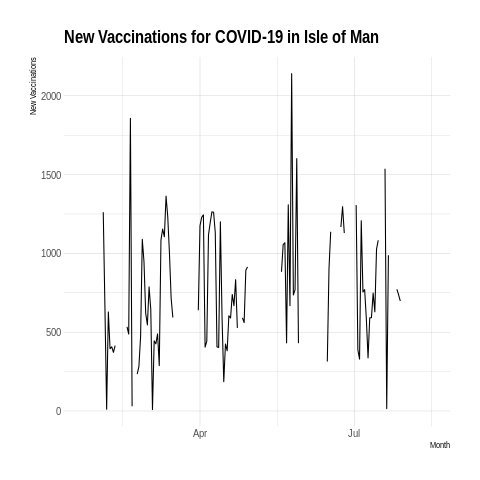 New Vaccinations for COVID-19 in Isle of Man
New Vaccinations
2000
1500
1000
500
0
Apr
Jul
Month